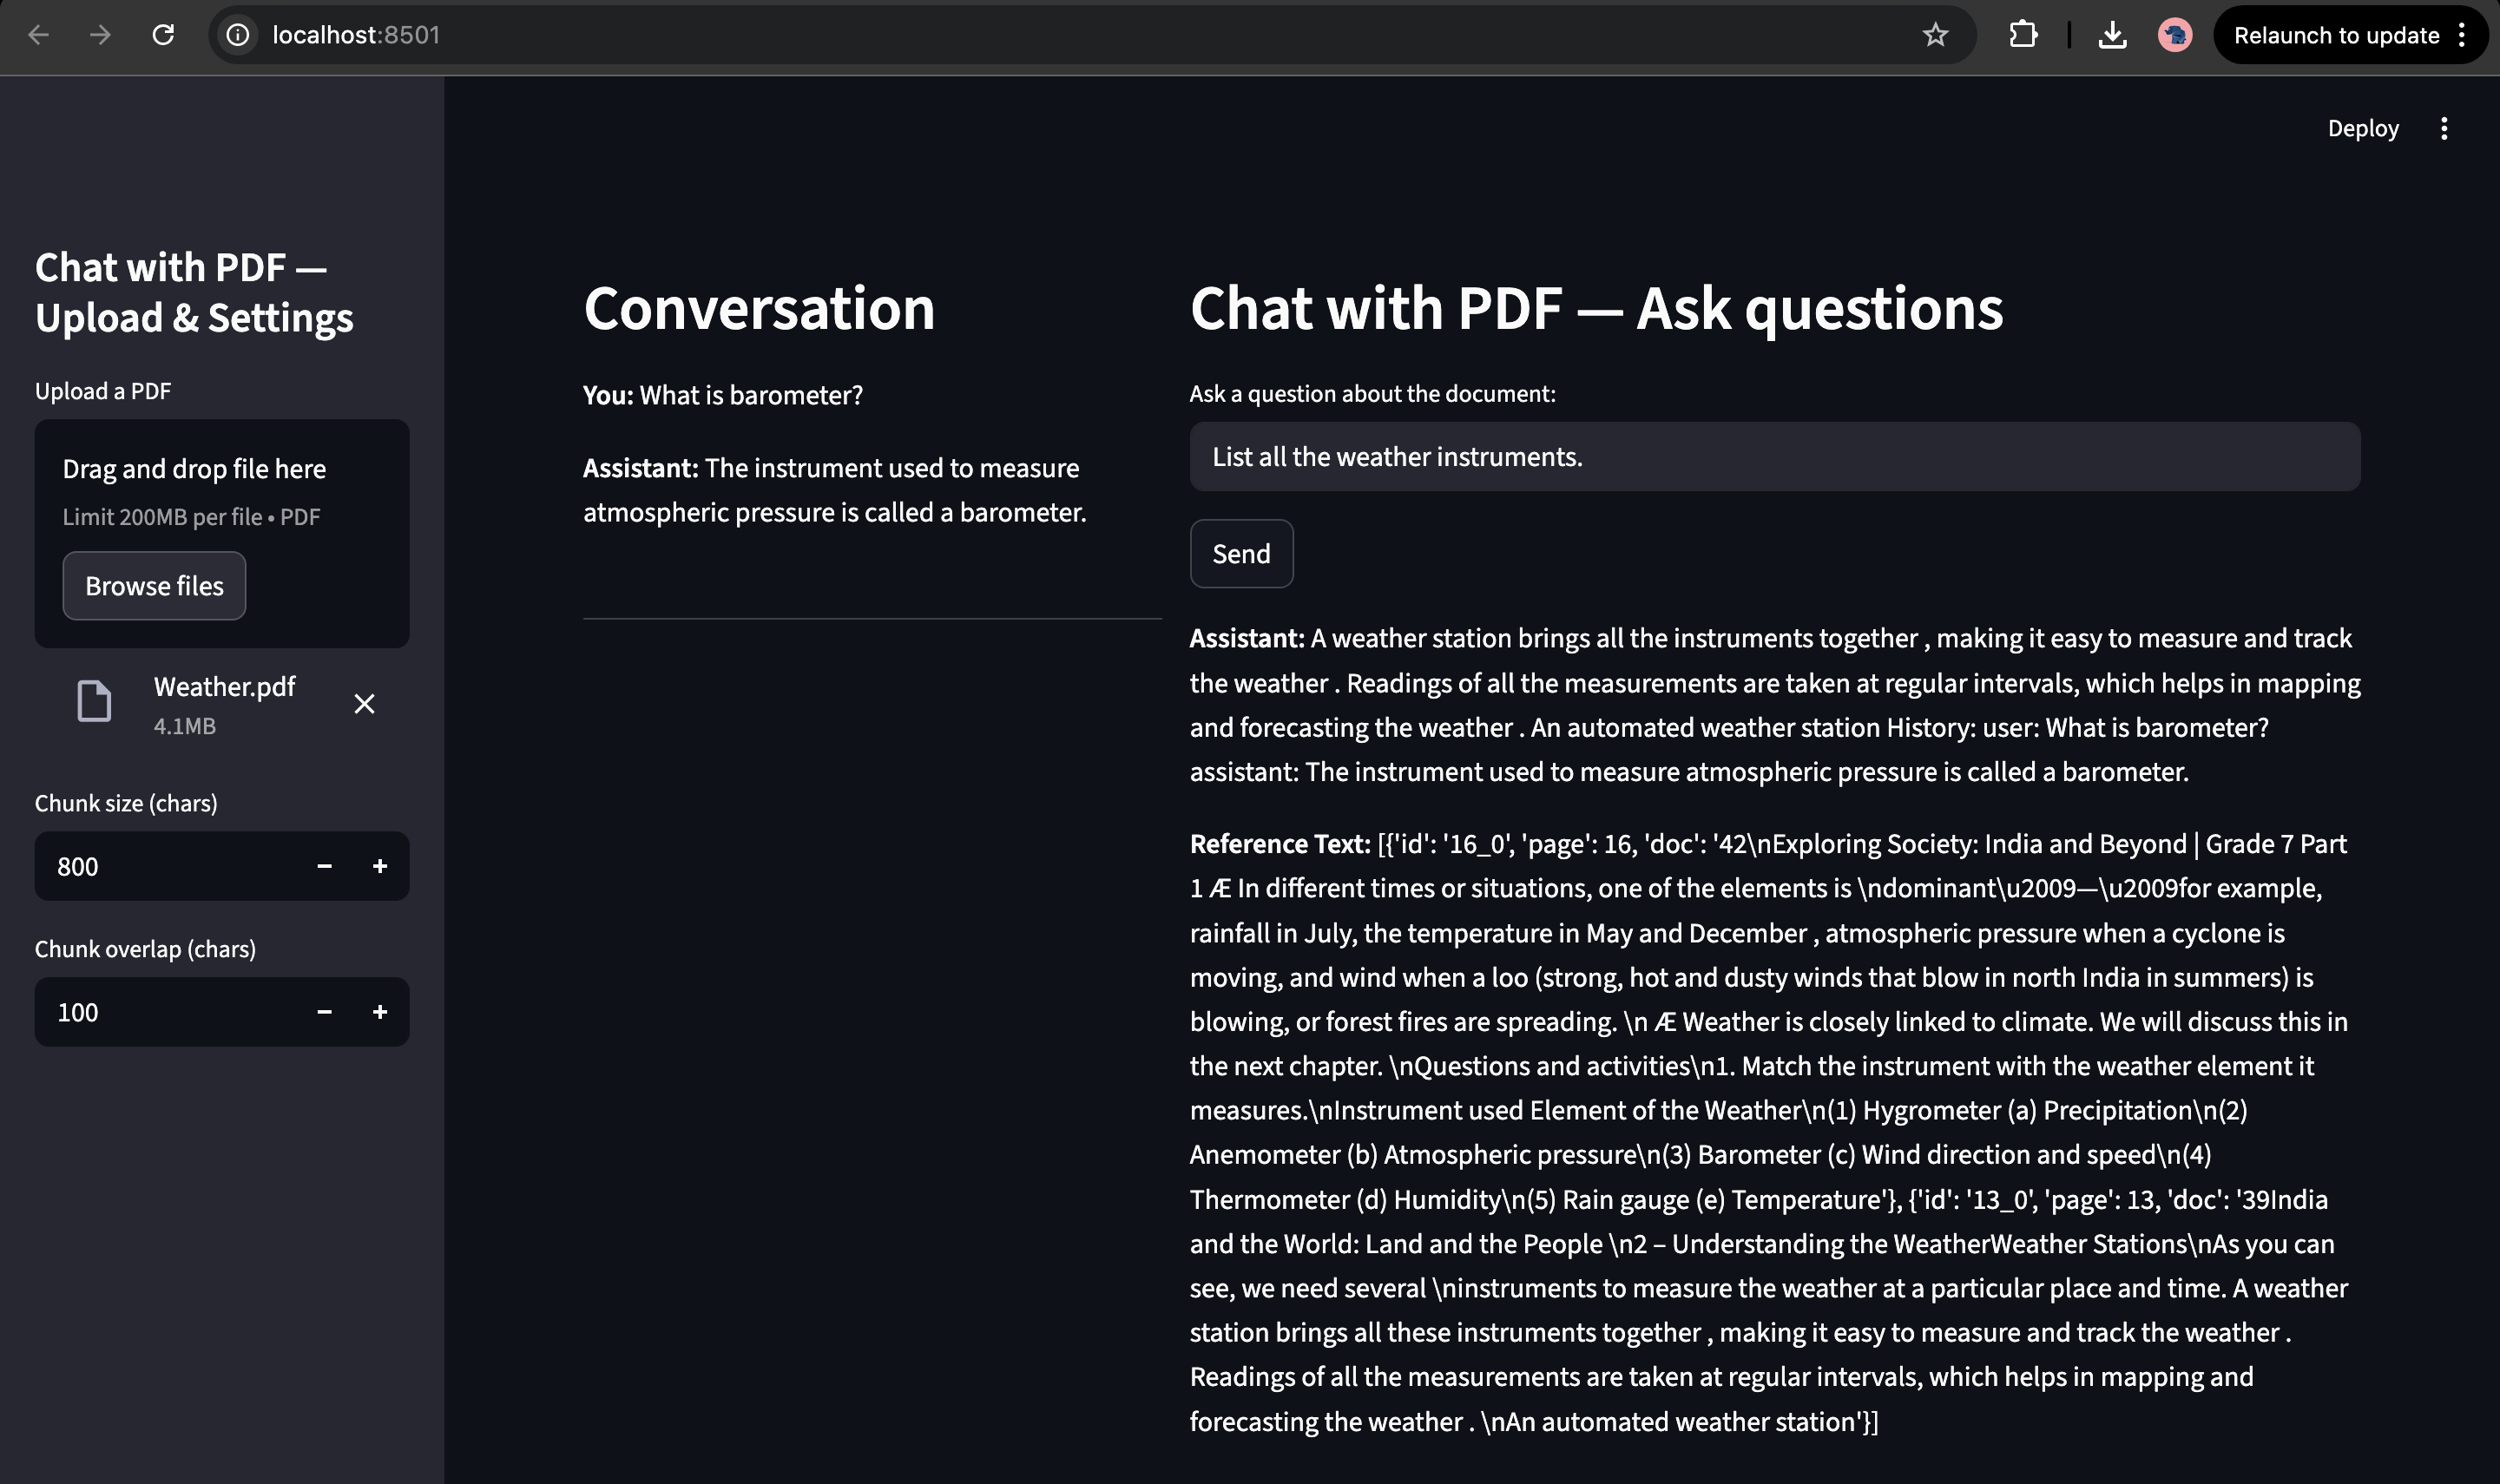 localhost:8501
Relaunch to update
Deploy
Chat with PDF —
Upload & Settings
Upload a PDF
Drag and drop file here
Limit 200MB per file • PDF
Browse files
Weather.pdf
4.1MB
Chunk size (chars)
800
Chunk overlap (chars)
100
Conversation
You: What is barometer?
Assistant: The instrument used to measure
atmospheric pressure is called a barometer.
Chat with PDF — Ask questions
Ask a question about the document:
List all the weather instruments.
Send
Assistant: A weather station brings all the instruments together , making it easy to measure and track
the weather . Readings of all the measurements are taken at regular intervals, which helps in mapping
and forecasting the weather . An automated weather station History: user: What is barometer?
assistant: The instrument used to measure atmospheric pressure is called a barometer.
Reference Text: [{'id': '16_0', 'page': 16, 'doc': '42\nExploring Society: India and Beyond | Grade 7 Part
1 Æ In different times or situations, one of the elements is \ndominant\u2009—\u2009for example,
rainfall in July, the temperature in May and December , atmospheric pressure when a cyclone is
moving, and wind when a loo (strong, hot and dusty winds that blow in north India in summers) is
blowing, or forest fires are spreading. \n Æ Weather is closely linked to climate. We will discuss this in
the next chapter. \nQuestions and activities\n1. Match the instrument with the weather element it
measures.\nInstrument used Element of the Weather\n(1) Hygrometer (a) Precipitation\n(2)
Anemometer (b) Atmospheric pressure\n(3) Barometer (c) Wind direction and speed\n(4)
Thermometer (d) Humidity\n(5) Rain gauge (e) Temperature'}, {'id': '13_0', 'page': 13, 'doc': '39India
and the World: Land and the People \n2 – Understanding the WeatherWeather Stations\nAs you can
see, we need several \ninstruments to measure the weather at a particular place and time. A weather
station brings all these instruments together , making it easy to measure and track the weather .
Readings of all the measurements are taken at regular intervals, which helps in mapping and
forecasting the weather . \nAn automated weather station'}]